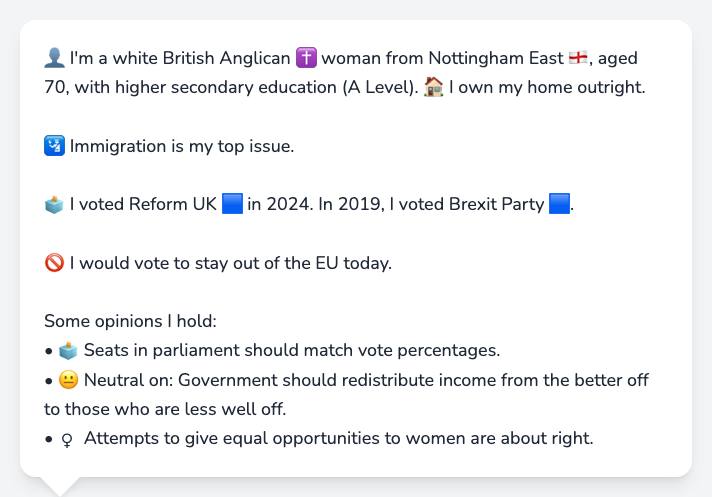 👤 I'm a white British Anglican ✝️ woman from Nottingham East 🏴󠁧󠁢󠁥󠁮󠁧󠁿, aged
70, with higher secondary education (A Level). 🏠 I own my home outright.
🛂 Immigration is my top issue.
🗳️ I voted Reform UK 🟦 in 2024. In 2019, I voted Brexit Party 🟦.
🚫 I would vote to stay out of the EU today.
Some opinions I hold:
• 🗳️ Seats in parliament should match vote percentages.
• 😐 Neutral on: Government should redistribute income from the better off
to those who are less well off.
• ♀ Attempts to give equal opportunities to women are about right.